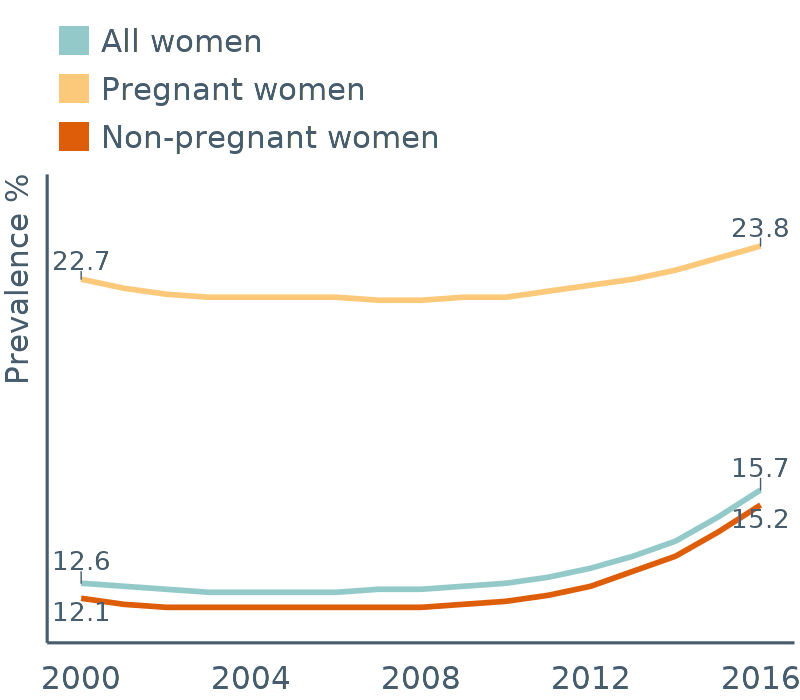 All women
Pregnant women
Non-pregnant women
Prevalence %
22.7
23.8
15.7
15.2
12.6
12.1
2000 2004 2008 2012 2016